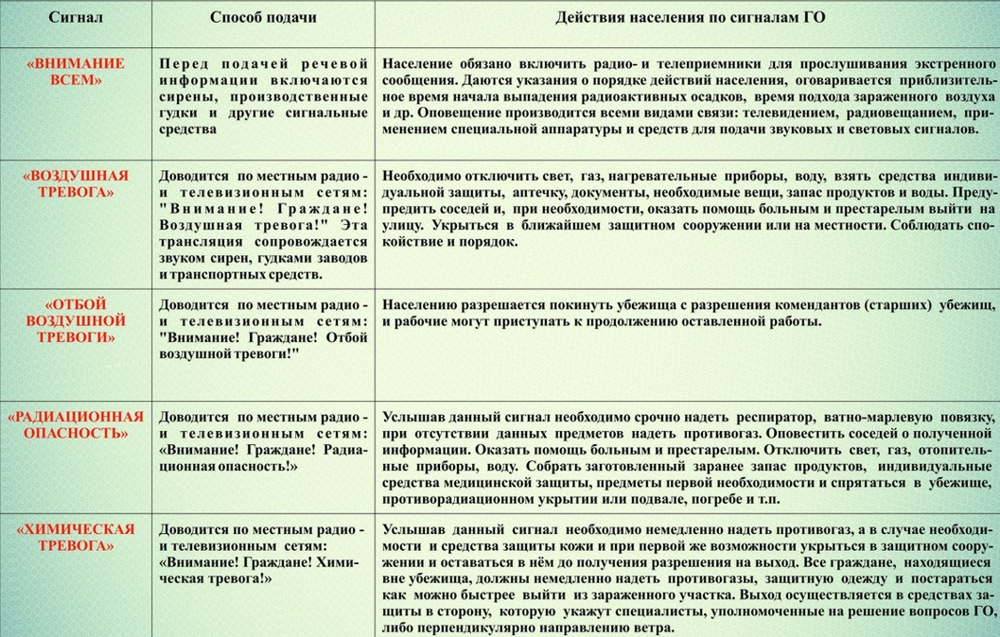 Сигнал
Способ подачи
Действия населения по сигналам ГО
«ВНИМАНИЕ
ВСЕМ»
Перед подачей речевой
информации включаются
сирены, производственные
гудки и другие сигнальные
средства
Население обязано включить радио- и телеприемники для прослушивания экстренного
сообщения. Даются указания о порядке действий населения, оговаривается приблизитель-
ное время начала выпадения радиоактивных осадков, время подхода зараженного воздуха
и др. Оповещение производится всеми видами связи: телевидением, радиовещанием, при-
менением специальной аппаратуры и средств для подачи звуковых и световых сигналов.
«ВОЗДУШНАЯ
ТРЕВОГА»
Доводится по местным радио -
и телевизионным сетям:
"Внимание! Граждане!
Воздушная тревога!" Эта
трансляция сопровождается
звуком сирен, гудками заводов
и транспортных средств.
Необходимо отключить свет, газ, нагревательные приборы, воду, взять средства индиви-
дуальной защиты, аптечку, документы, необходимые вещи, запас продуктов и воды. Преду-
предить соседей и, при необходимости, оказать помощь больным и престарелым выйти на
улицу. Укрыться в ближайшем защитном сооружении или на местности. Соблюдать спо-
койствие и порядок.
«ОТБОЙ
ВОЗДУШНОЙ
ТРЕВОГИ»
Доводится по местным радио -
и телевизионным сетям:
"Внимание! Граждане! Отбой
воздушной тревоги!"
Населению разрешается покинуть убежища с разрешения комендантов (старших) убежищ,
и рабочие могут приступать к продолжению оставленной работы.
«РАДИАЦИОННАЯ
ОПАСНОСТЬ»
Доводится по местным радио -
и телевизионным сетям:
«Внимание! Граждане! Радиа-
ционная опасность!»
Услышав данный сигнал необходимо срочно надеть респиратор, ватно-марлевую повязку,
при отсутствии данных предметов надеть противогаз. Оповестить соседей о полученной
информации. Оказать помощь больным и престарелым. Отключить свет, газ, отопитель-
ные приборы, воду. Собрать заготовленный заранее запас продуктов, индивидуальные
средства медицинской защиты, предметы первой необходимости и спрятаться в убежище,
противорадиационном укрытии или подвале, погребе и т.п.
«ХИМИЧЕСКАЯ
ТРЕВОГА»
Доводится по местным радио -
и телевизионным сетям:
«Внимание! Граждане! Хими-
ческая тревога!»
Услышав данный сигнал необходимо немедленно надеть противогаз, а в случае необходи-
мости и средства защиты кожи и при первой же возможности укрыться в защитном соору-
жении и оставаться в нём до получения разрешения на выход. Все граждане, находящиеся
вне убежища, должны немедленно надеть противогазы, защитную одежду и постараться
как можно быстрее выйти из зараженного участка. Выход осуществляется в средствах за-
щиты в сторону, которую укажут специалисты, уполномоченные на решение вопросов ГО,
либо перпендикулярно направлению ветра.